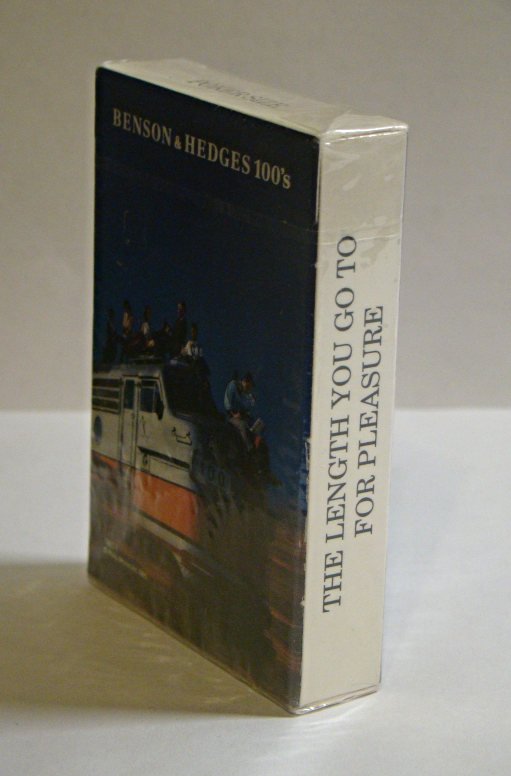 BENSON & HEDGES 100's
THE LENGTH YOU GO TO
FOR PLEASURE